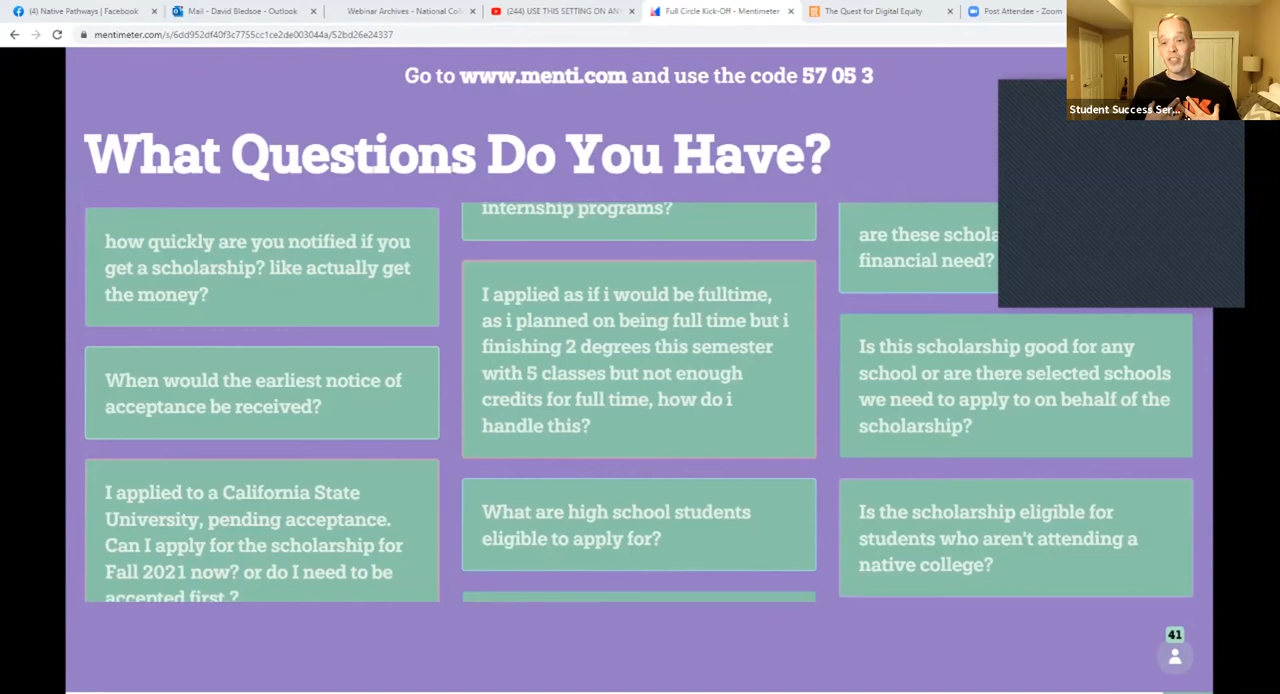 (4) Native Pathways | Facebook
Mail - David Bledsoe - Outlook
Webinar Archives - National Coll
(244) USE THIS SETTING ON AN
Full Circle Kick-Off - Mentimeter
The Quest for Digital Equity
Post Attendee - Zoom
mentimeter.com/s/6dd952df40f3c7755cc1ce2de003044a/52bd26e24337
Student Success Ser...
Go to www.menti.com and use the code 57 05 3
What Questions Do You Have?
how quickly are you notified if you
get a scholarship? like actually get
the money?
When would the earliest notice of
acceptance be received?
I applied to a California State
University, pending acceptance.
Can I apply for the scholarship for
Fall 2021 now? or do I need to be
accepted first ?
internship programs?
I applied as if i would be fulltime,
as i planned on being full time but i
finishing 2 degrees this semester
with 5 classes but not enough
credits for full time, how do i
handle this?
What are high school students
eligible to apply for?
are these schola
financial need?
Is this scholarship good for any
school or are there selected schools
we need to apply to on behalf of the
scholarship?
Is the scholarship eligible for
students who aren't attending a
native college?
41